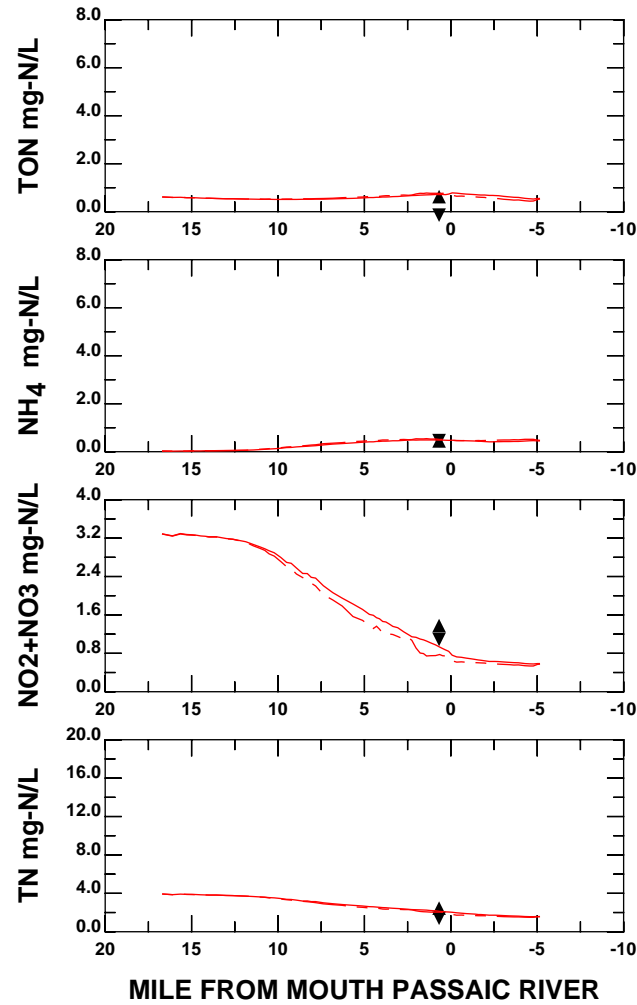 TON mg-N/L
8.0
6.0
4.0
2.0
0.0
20 15 10 5 0 -5 -10
NH4 mg-N/L
8.0
6.0
4.0
2.0
0.0
20 15 10 5 0 -5 -10
NO2+NO3 mg-N/L
4.0
3.2
2.4
1.6
0.8
0.0
20 15 10 5 0 -5 -10
TN mg-N/L
20.0
16.0
12.0
8.0
4.0
0.0
20 15 10 5 0 -5 -10
MILE FROM MOUTH PASSAIC RIVER